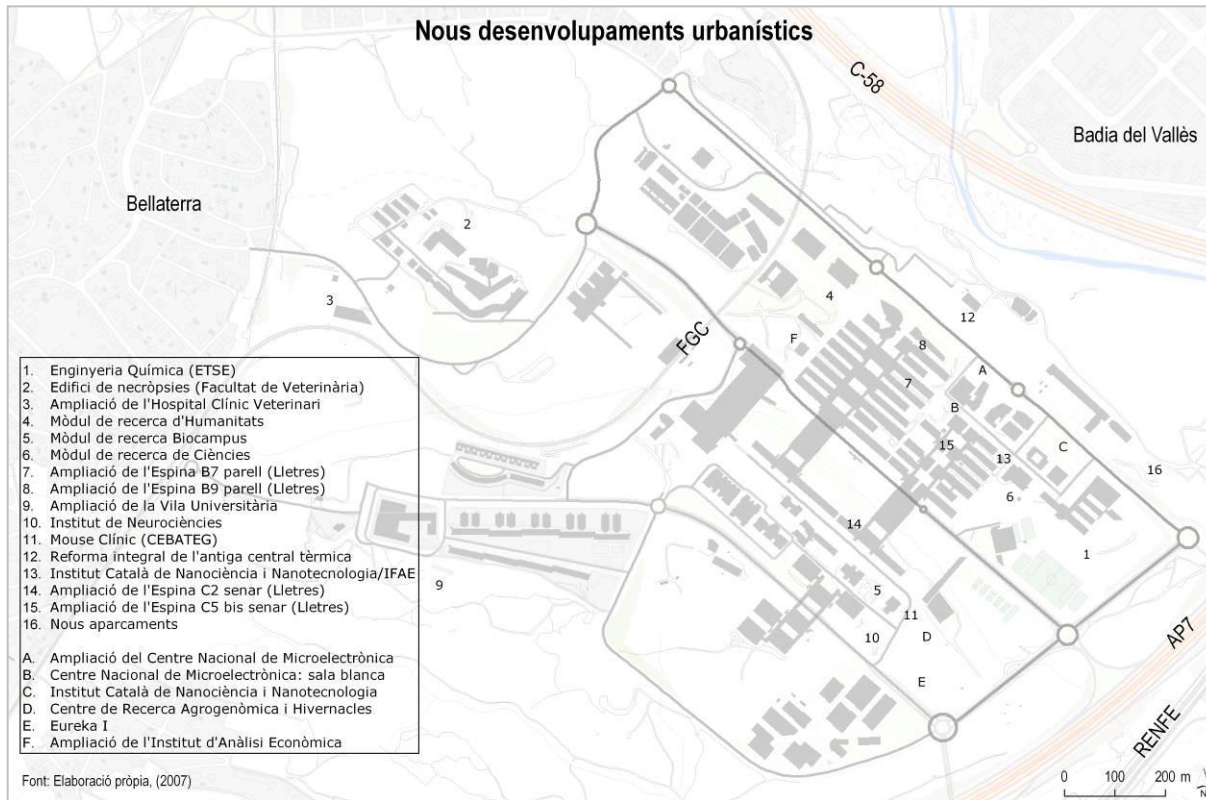 Nous desenvolupaments urbanístics
C-58
Badia del Vallès
Bellaterra
2
3
4
12
FGC
F
8
A
7
B
15
C
13
16
6
14
1
9
5
11
10
D
E
AP7
RENFE
1. Enginyeria Química (ETSE)
2. Edifici de necròpsies (Facultat de Veterinària)
3. Ampliació de l'Hospital Clínic Veterinari
4. Mòdul de recerca d'Humanitats
5. Mòdul de recerca Biocampus
6. Mòdul de recerca de Ciències
7. Ampliació de l'Espina B7 parell (Lletres)
8. Ampliació de l'Espina B9 parell (Lletres)
9. Ampliació de la Vila Universitària
10. Institut de Neurociències
11. Mouse Clínic (CEBATEG)
12. Reforma integral de l'antiga central tèrmica
13. Institut Català de Nanociència i Nanotecnologia/IFAE
14. Ampliació de l'Espina C2 senar (Lletres)
15. Ampliació de l'Espina C5 bis senar (Lletres)
16. Nous aparcaments
A. Ampliació del Centre Nacional de Microelectrònica
B. Centre Nacional de Microelectrònica: sala blanca
C. Institut Català de Nanociència i Nanotecnologia
D. Centre de Recerca Agrogenòmica i Hivernacles
E. Eureka I
F. Ampliació de l'Institut d'Anàlisi Econòmica
Font: Elaboració pròpia, (2007)
0 100 200 m
N